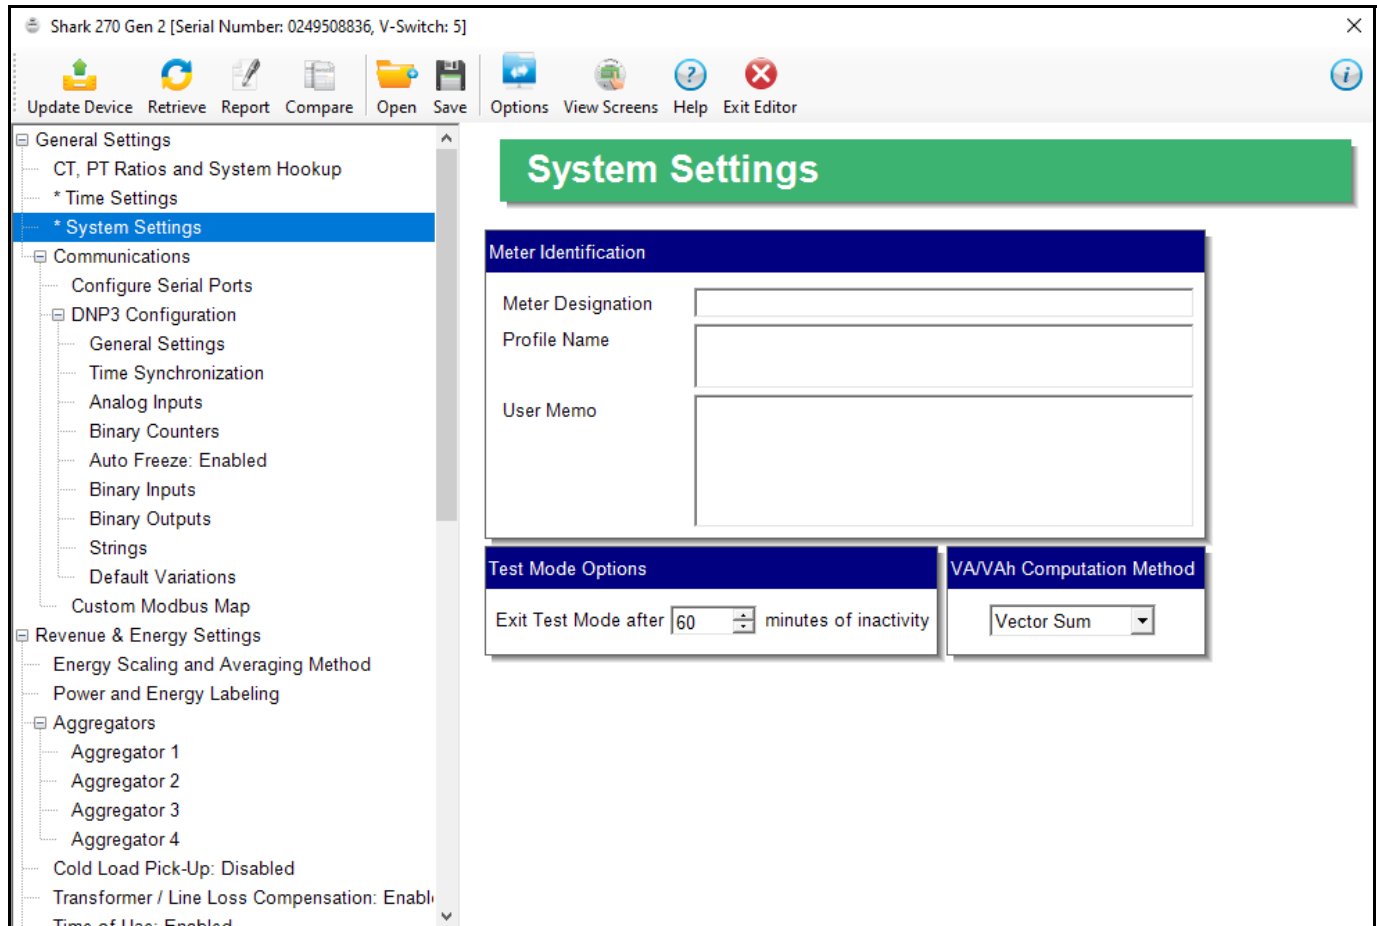 Shark 270 Gen 2 [Serial Number: 0249508836, V-Switch: 5]
Update Device Retrieve Report Compare Open Save Options View Screens Help Exit Editor
General Settings
CT, PT Ratios and System Hookup
* Time Settings
* System Settings
Communications
Configure Serial Ports
DNP3 Configuration
General Settings
Time Synchronization
Analog Inputs
Binary Counters
Auto Freeze: Enabled
Binary Inputs
Binary Outputs
Strings
Default Variations
Custom Modbus Map
Revenue & Energy Settings
Energy Scaling and Averaging Method
Power and Energy Labeling
Aggregators
Aggregator 1
Aggregator 2
Aggregator 3
Aggregator 4
Cold Load Pick-Up: Disabled
Transformer / Line Loss Compensation: Enabl
Time of Use: Enabled
System Settings
Meter Identification
Meter Designation
Profile Name
User Memo
Test Mode Options
Exit Test Mode after 60 minutes of inactivity
VA/VAh Computation Method
Vector Sum